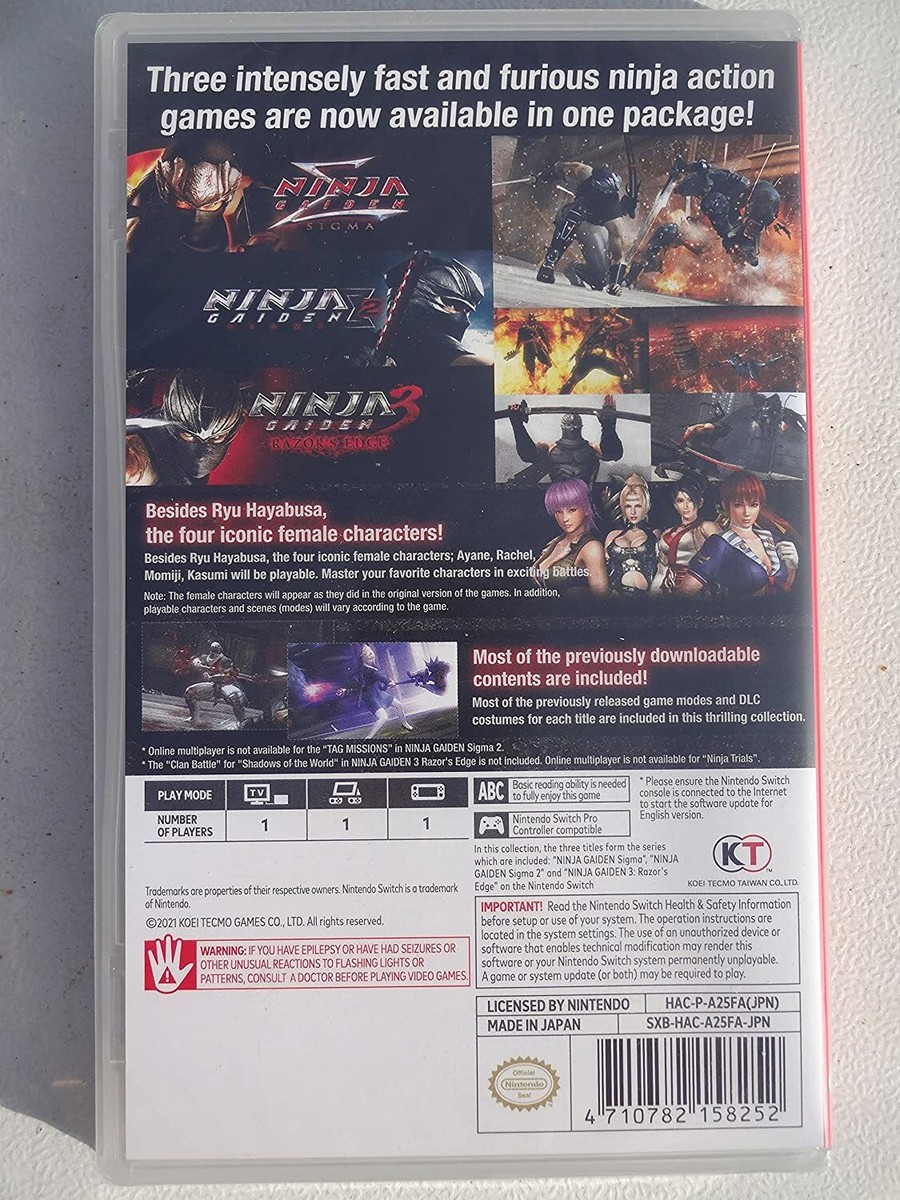 Three intensely fast and furious ninja action
games are now available in one package!
NINJA
GAIDEN
SIGMA
NINJA
GAIDEN Σ2
NINJA 3
GAIDEN
RAZOR'S EDGE
Besides Ryu Hayabusa,
the four iconic female characters!
Besides Ryu Hayabusa, the four iconic female characters; Ayane, Rachel,
Momiji, Kasumi will be playable. Master your favorite characters in exciting battles.
Note: The female characters will appear as they did in the original version of the games. In addition,
playable characters and scenes (modes) will vary according to the game.
Most of the previously downloadable
contents are included!
Most of the previously released game modes and DLC
costumes for each title are included in this thrilling collection.
* Online multiplayer is not available for the “TAG MISSIONS” in NINJA GAIDEN Sigma 2.
* The "Clan Battle" for "Shadows of the World" in NINJA GAIDEN 3 Razor's Edge is not included. Online multiplayer is not available for “Ninja Trials”.
PLAY MODE
TV
NUMBER
OF PLAYERS
1
1
1
ABC
Basic reading ability is needed
to fully enjoy this game
Nintendo Switch Pro
Controller compatible
* Please ensure the Nintendo Switch
console is connected to the Internet
to start the software update for
English version.
In this collection, the three titles form the series
which are included: “NINJA GAIDEN Sigma”, “NINJA
GAIDEN Sigma 2” and “NINJA GAIDEN 3: Razor's
Edge” on the Nintendo Switch
KT
KOEI TECMO TAIWAN CO., LTD.
Trademarks are properties of their respective owners. Nintendo Switch is a trademark
of Nintendo.
©2021 KOEI TECMO GAMES CO., LTD. All rights reserved.
WARNING: IF YOU HAVE EPILEPSY OR HAVE HAD SEIZURES OR
OTHER UNUSUAL REACTIONS TO FLASHING LIGHTS OR
PATTERNS, CONSULT A DOCTOR BEFORE PLAYING VIDEO GAMES.
IMPORTANT! Read the Nintendo Switch Health & Safety Information
before setup or use of your system. The operation instructions are
located in the system settings. The use of an unauthorized device or
software that enables technical modification may render this
software or your Nintendo Switch system permanently unplayable.
A game or system update (or both) may be required to play.
LICENSED BY NINTENDO
HAC-P-A25FA(JPN)
MADE IN JAPAN
SXB-HAC-A25FA-JPN
Official
Nintendo
Seal
4 710782 158252